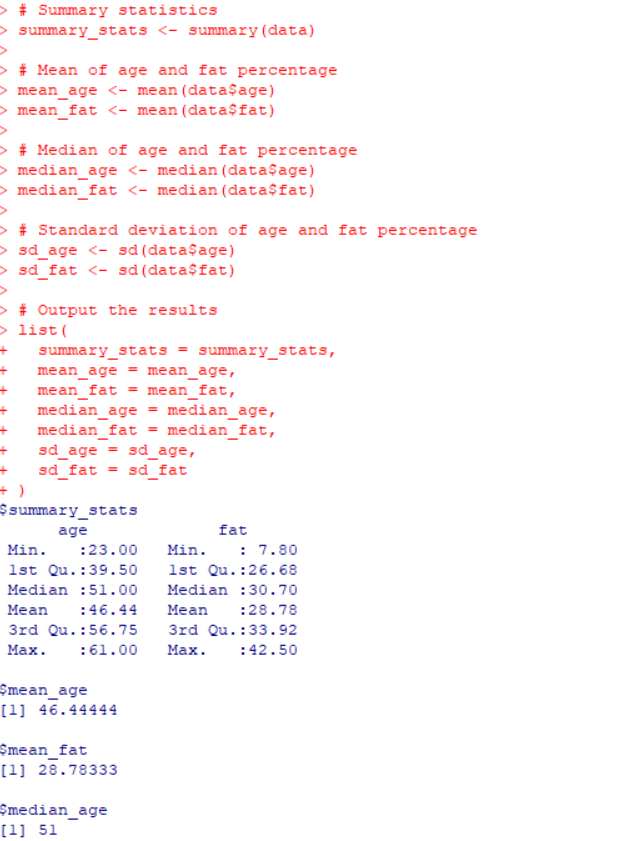 > # Summary statistics
> summary_stats <- summary(data)
>
> # Mean of age and fat percentage
> mean_age <- mean(data$age)
> mean_fat <- mean(data$fat)
>
> # Median of age and fat percentage
> median_age <- median(data$age)
> median_fat <- median(data$fat)
>
> # Standard deviation of age and fat percentage
> sd_age <- sd(data$age)
> sd_fat <- sd(data$fat)
>
> # Output the results
> list(
+   summary_stats = summary_stats,
+   mean_age = mean_age,
+   mean_fat = mean_fat,
+   median_age = median_age,
+   median_fat = median_fat,
+   sd_age = sd_age,
+   sd_fat = sd_fat
+ )
$summary_stats
      age             fat
 Min.   :23.00   Min.   : 7.80
 1st Qu.:39.50   1st Qu.:26.68
 Median :51.00   Median :30.70
 Mean   :46.44   Mean   :28.78
 3rd Qu.:56.75   3rd Qu.:33.92
 Max.   :61.00   Max.   :42.50

$mean_age
[1] 46.44444

$mean_fat
[1] 28.78333

$median_age
[1] 51